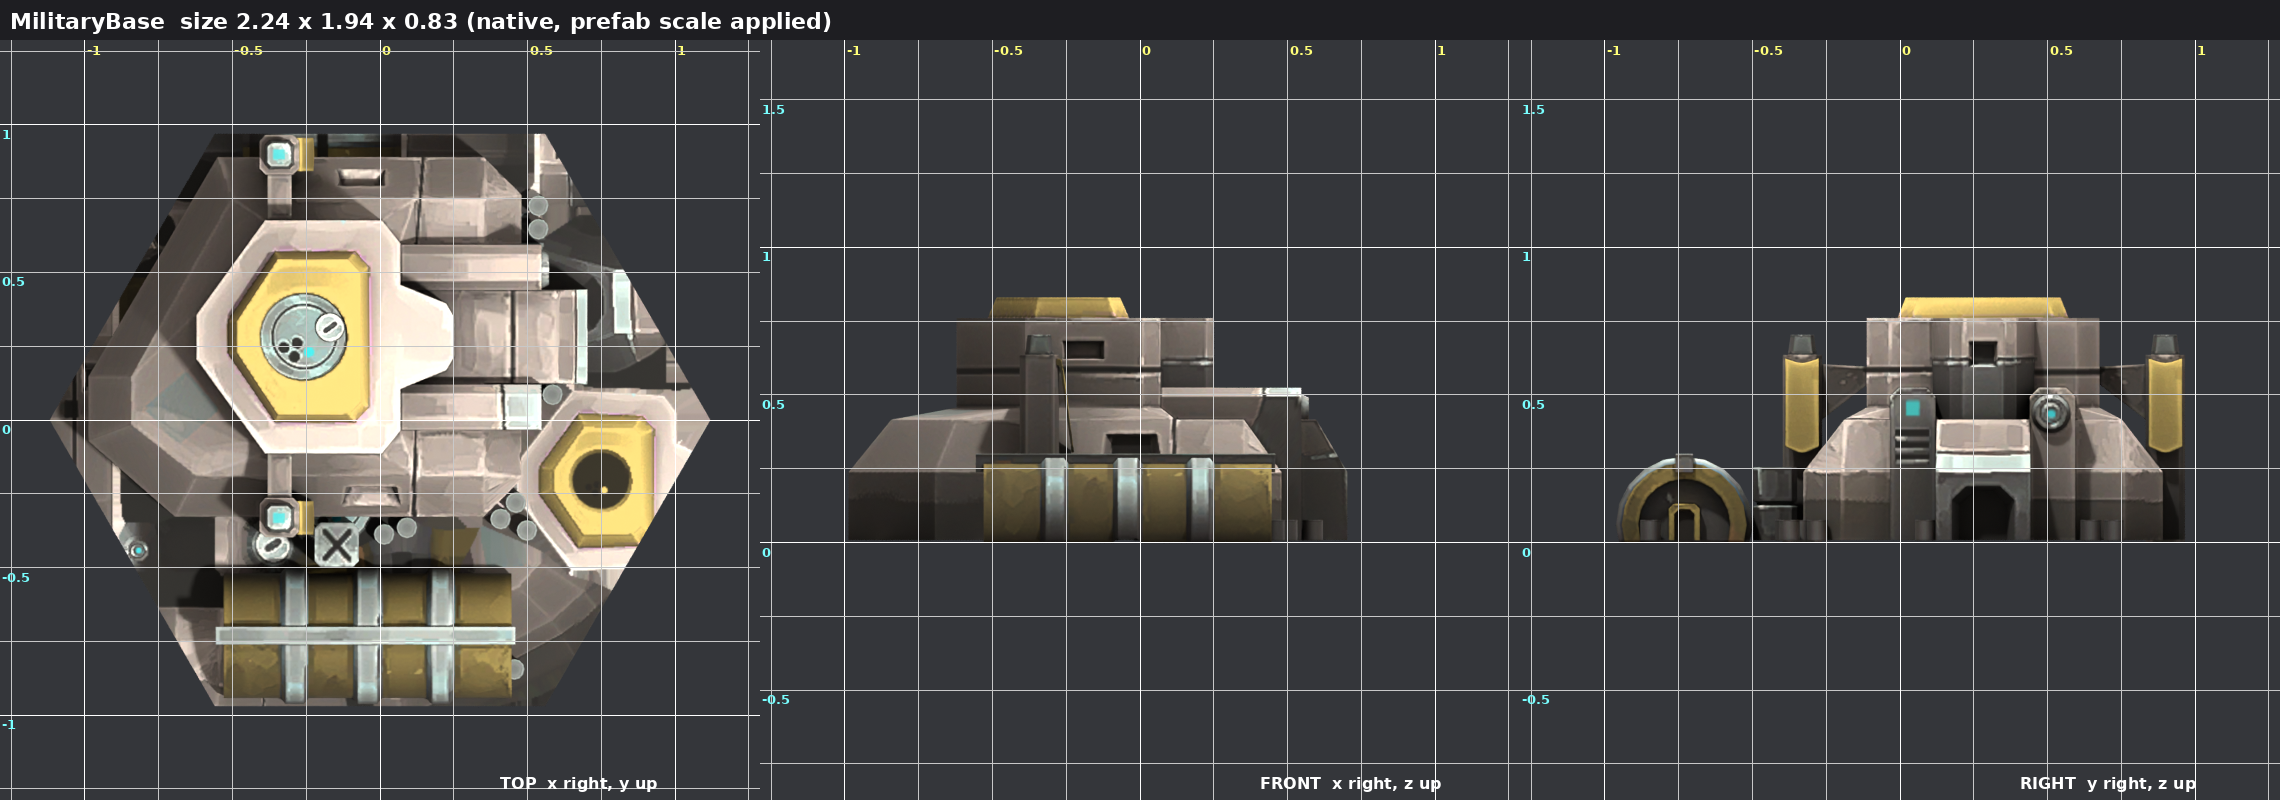 MilitaryBase size 2.24 x 1.94 x 0.83 (native, prefab scale applied)
-1 -0.5 0 0.5 1
-1 -0.5 0 0.5 1
-1 -0.5 0 0.5 1
1
0.5
0
-0.5
-1
1.5
1
0.5
0
-0.5
1.5
1
0.5
0
-0.5
TOP x right, y up
FRONT x right, z up
RIGHT y right, z up